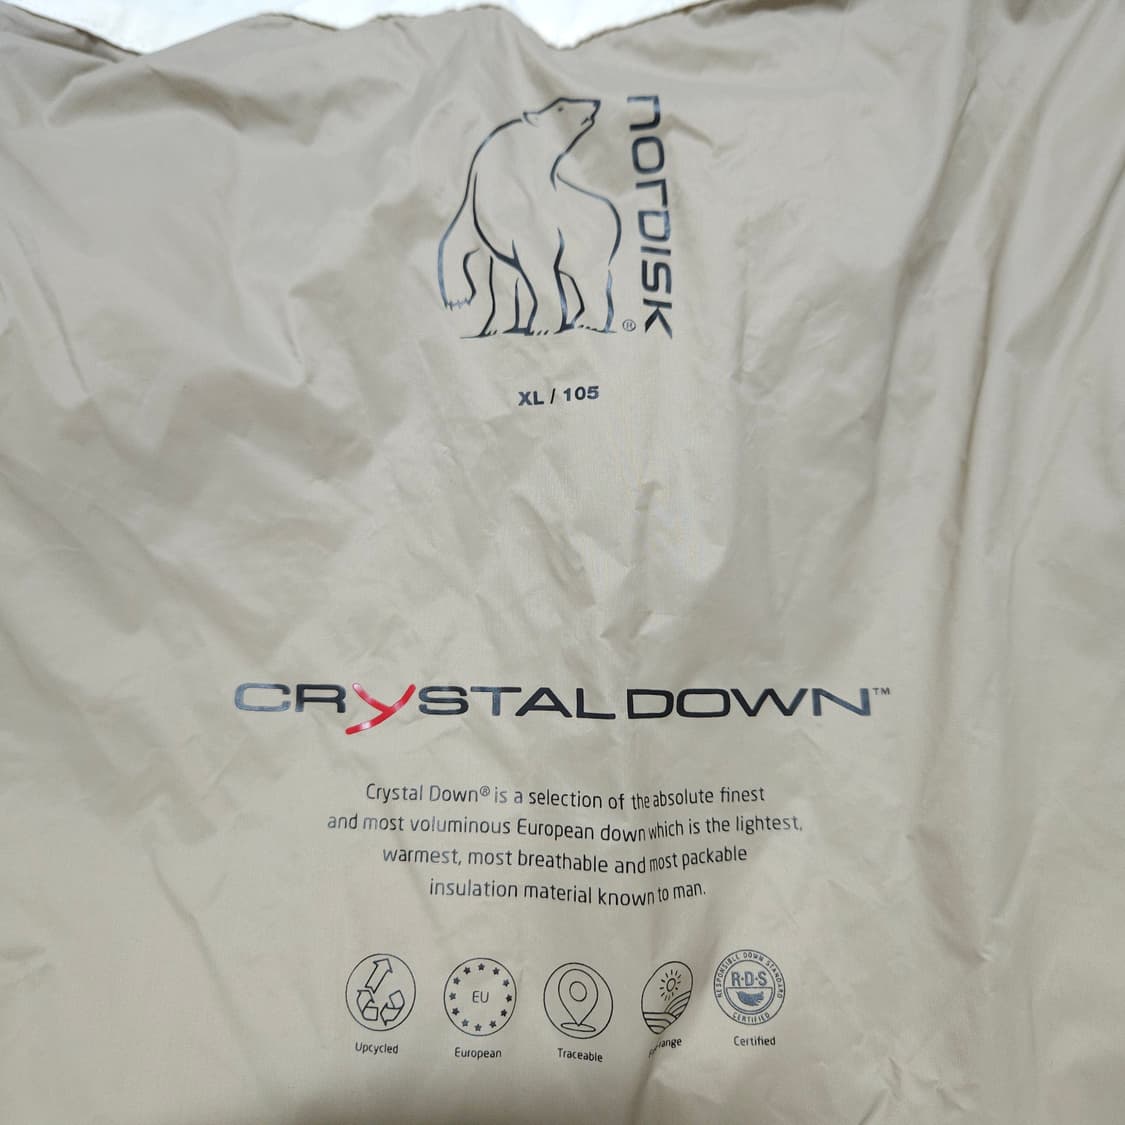 nordisk
®
XL / 105
CRySTAL DOWN™
Crystal Down® is a selection of the absolute finest
and most voluminous European down which is the lightest,
warmest, most breathable and most packable
insulation material known to man.
EU
RESPONSIBLE DOWN STANDARD
R·D·S
CERTIFIED
Upcycled
European
Traceable
Certified